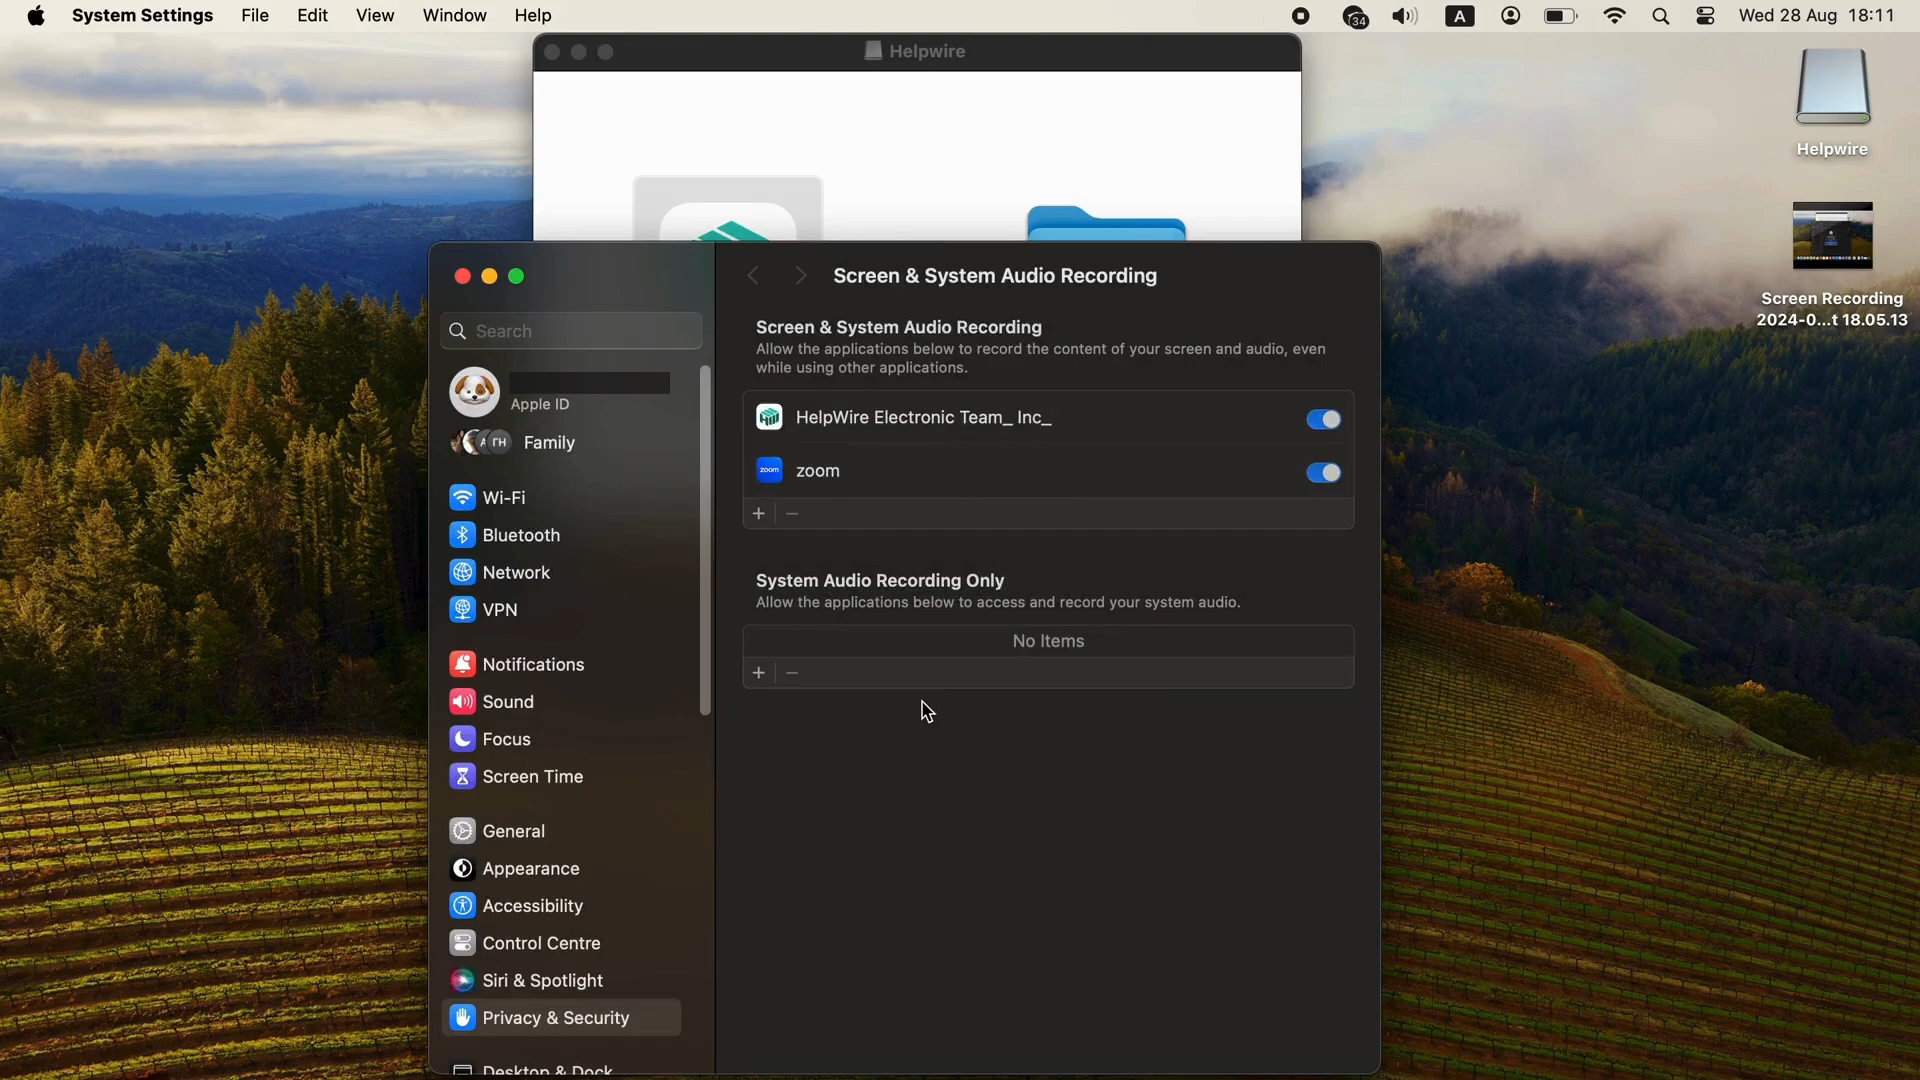 System Settings File Edit View Window Help 34 A Wed 28 Aug 18:11
Helpwire
Helpwire
Screen Recording
2024-0...t 18.05.13
Screen & System Audio Recording
Search
Apple ID
Family
Wi-Fi
Bluetooth
Network
VPN
Notifications
Sound
Focus
Screen Time
General
Appearance
Accessibility
Control Centre
Siri & Spotlight
Privacy & Security
Desktop & Dock
Screen & System Audio Recording
Allow the applications below to record the content of your screen and audio, even
while using other applications.
HelpWire Electronic Team_ Inc_
zoom zoom
+ −
System Audio Recording Only
Allow the applications below to access and record your system audio.
No Items
+ −